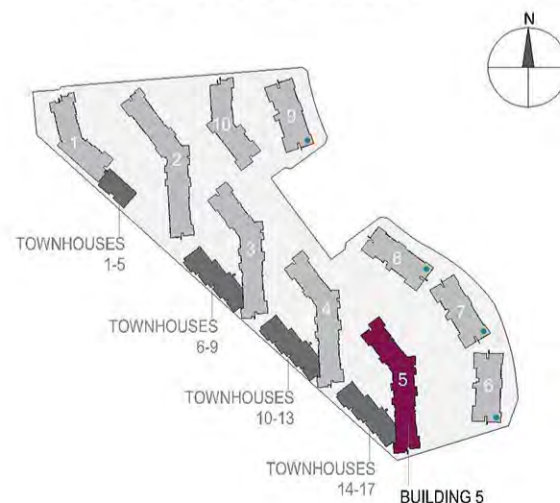 N
10
9
1
2
TOWNHOUSES
1-5
3
8
TOWNHOUSES
6-9
4
7
5
6
TOWNHOUSES
10-13
TOWNHOUSES
14-17
BUILDING 5